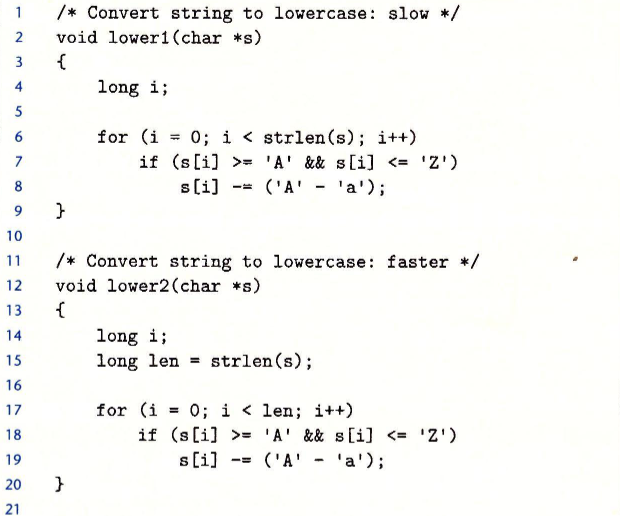 1 /* Convert string to lowercase: slow */
2 void lower1(char *s)
3 {
4     long i;
5
6     for (i = 0; i < strlen(s); i++)
7         if (s[i] >= 'A' && s[i] <= 'Z')
8             s[i] -= ('A' - 'a');
9 }
10
11 /* Convert string to lowercase: faster */
12 void lower2(char *s)
13 {
14     long i;
15     long len = strlen(s);
16
17     for (i = 0; i < len; i++)
18         if (s[i] >= 'A' && s[i] <= 'Z')
19             s[i] -= ('A' - 'a');
20 }
21